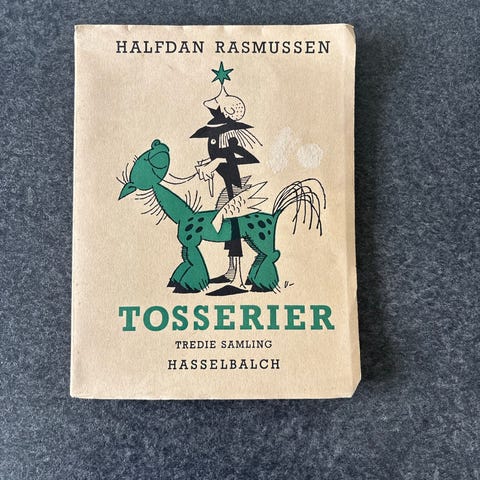 HALFDAN RASMUSSEN
TOSSERIER
TREDIE SAMLING
HASSELBALCH